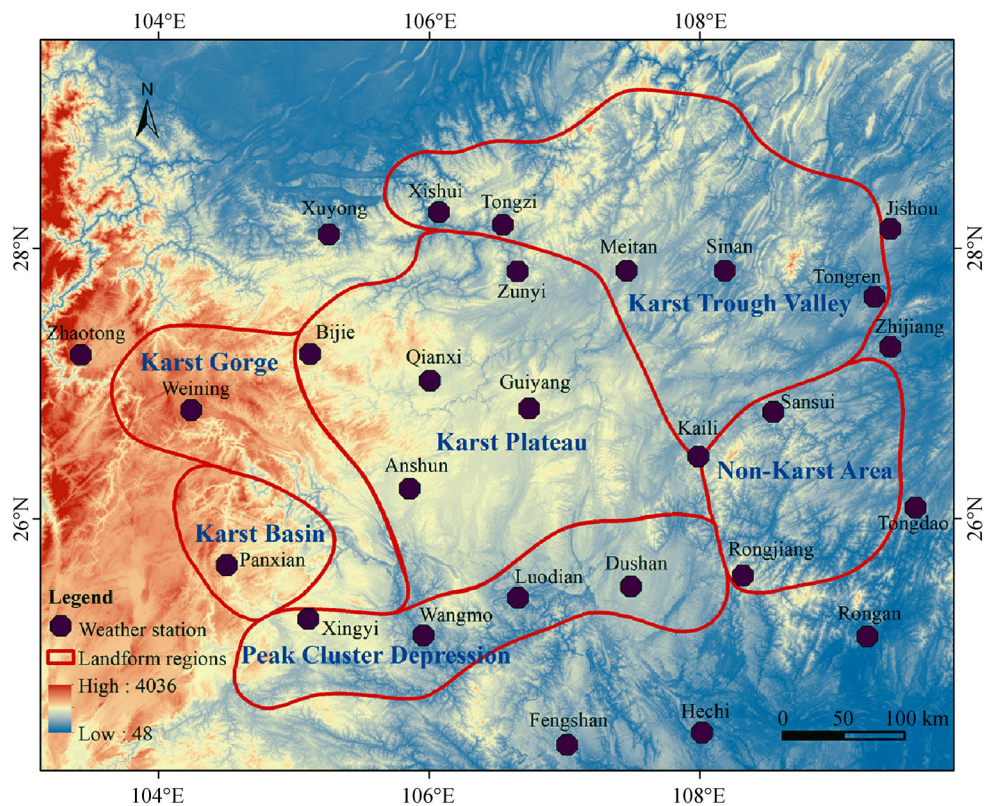 104°E 106°E 108°E
N
Xishui
Tongzi
Xuyong
Jishou
28°N
28°N
Meitan
Sinan
Zunyi
Tongren
Karst Trough Valley
Zhaotong
Bijie
Zhijiang
Karst Gorge
Qianxi
Weining
Guiyang
Sansui
Karst Plateau
Kaili
Anshun
Non-Karst Area
26°N
26°N
Karst Basin
Tongdao
Panxian
Rongjiang
Dushan
Luodian
Legend
Weather station
Landform regions
High : 4036
Low : 48
Xingyi
Wangmo
Rongan
Peak Cluster Depression
Fengshan
Hechi
0 50 100 km
104°E 106°E 108°E